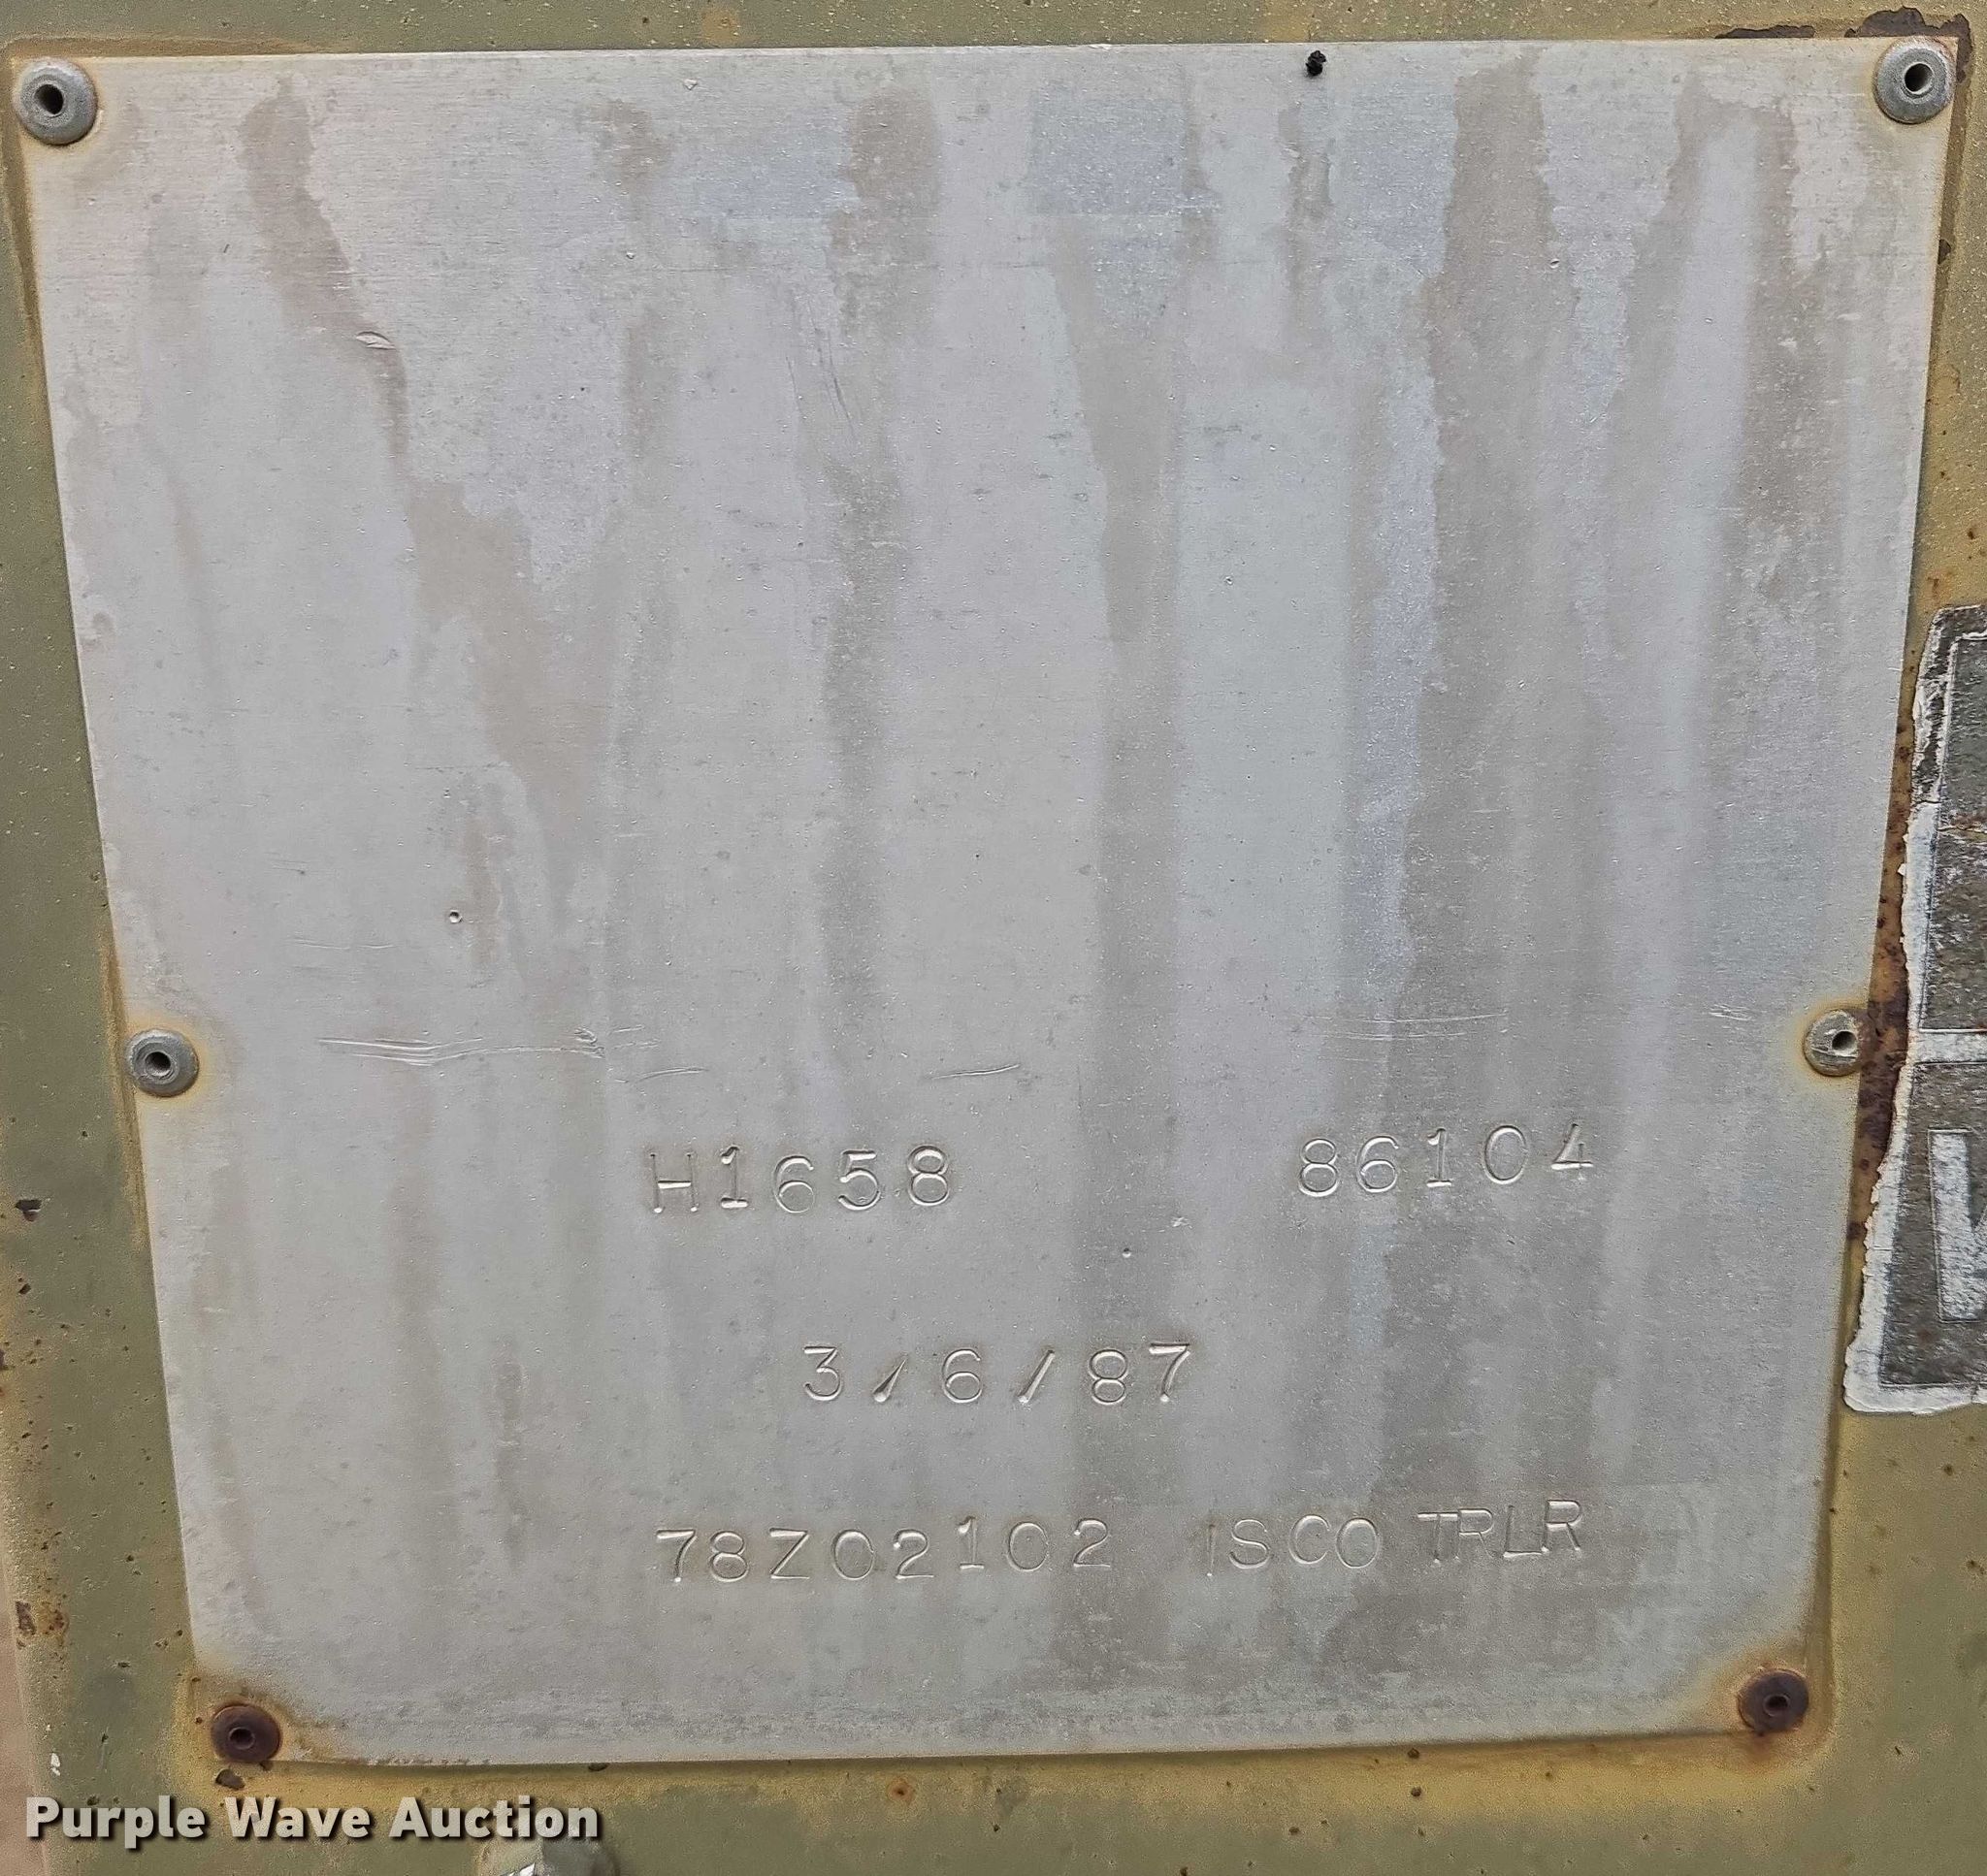 H1658 86104
3/6/87
78Z02102 ISCO TRLR
Purple Wave Auction